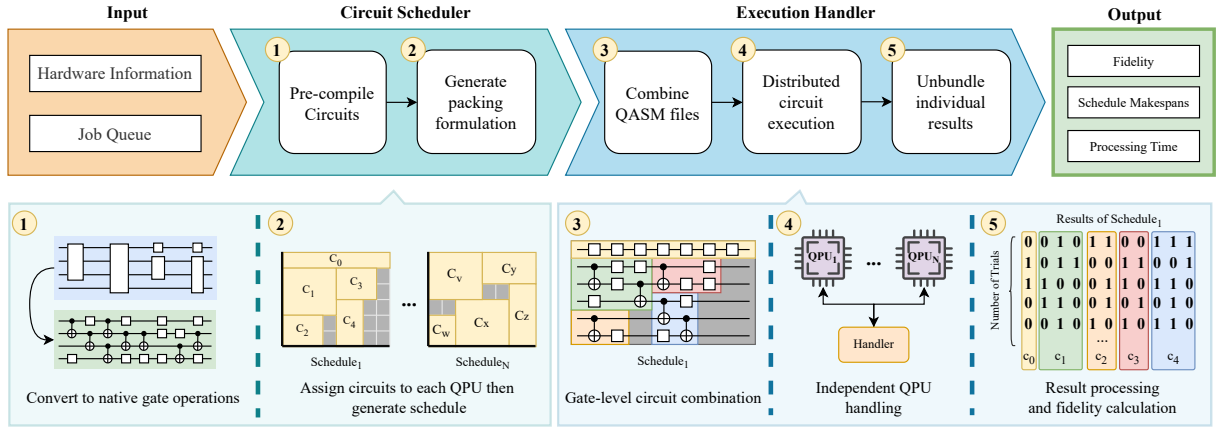 Input
Circuit Scheduler
Execution Handler
Output
Hardware Information
Job Queue
1
Pre-compile
Circuits
2
Generate
packing
formulation
3
Combine
QASM files
4
Distributed
circuit
execution
5
Unbundle
individual
results
Fidelity
Schedule Makespans
Processing Time
1
Convert to native gate operations
2
C0
C1
C3
C2
C4
Schedule1
...
Cv
Cy
Cw
Cx
Cz
ScheduleN
Assign circuits to each QPU then
generate schedule
3
Schedule1
Gate-level circuit combination
4
QPU1
...
QPUN
Handler
Independent QPU
handling
5
Results of Schedule1
Number of Trials
0 0 1 0 1 1 0 0 1 1 1
1 0 1 1 0 1 1 0 0 0 1
1 0 0 1 0 0 1 0 0
0 1 1 0 0 1 0 1 0 1 0
0 0 1 0 1 0 1 0 1 1 0
...
c0 c1 c2 c3 c4
Result processing
and fidelity calculation